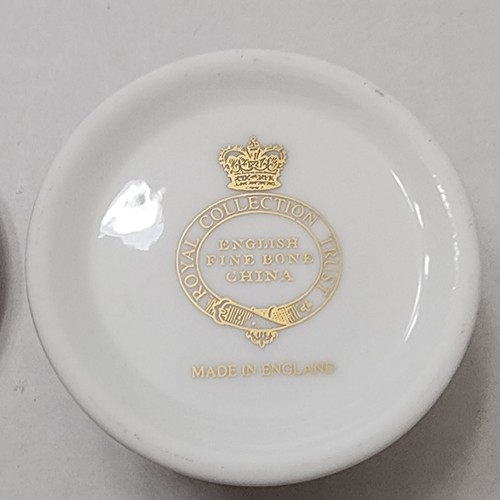 ROYAL COLLECTION TRUST
ENGLISH
FINE BONE
CHINA
MADE IN ENGLAND